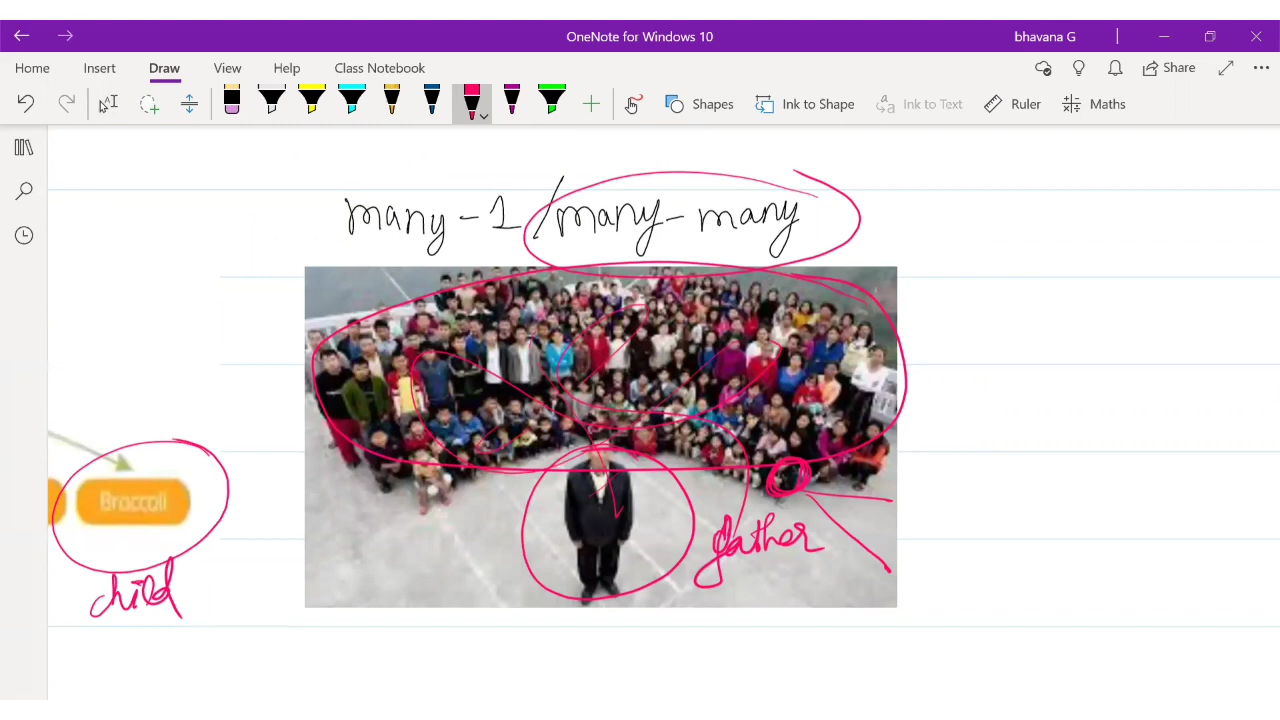 OneNote for Windows 10
bhavana G
Home Insert Draw View Help Class Notebook Share
Shapes Ink to Shape Ink to Text Ruler Maths
many - 1 / many - many
Broccoli
father
child